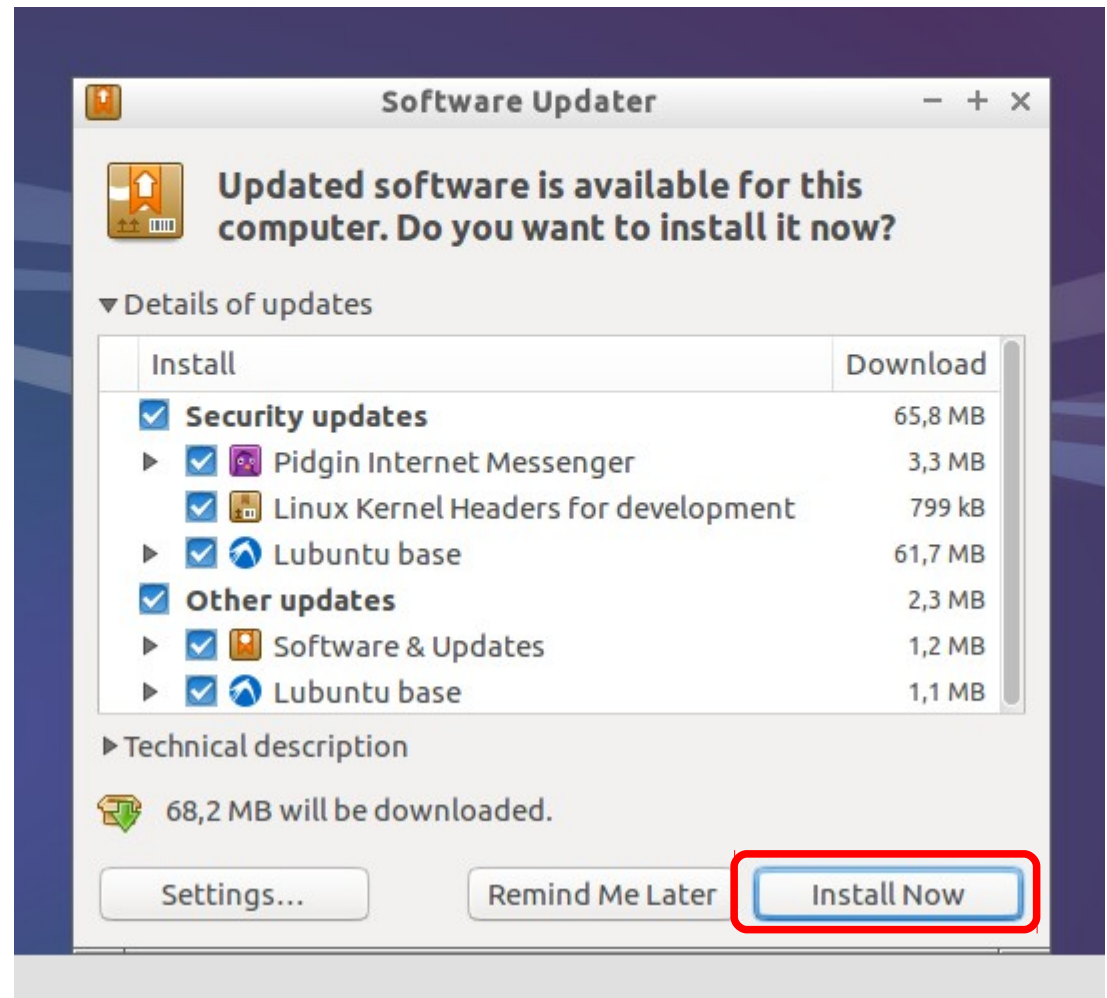 Software Updater
Updated software is available for this
computer. Do you want to install it now?
Details of updates
Install Download
Security updates 65,8 MB
Pidgin Internet Messenger 3,3 MB
Linux Kernel Headers for development 799 kB
Lubuntu base 61,7 MB
Other updates 2,3 MB
Software & Updates 1,2 MB
Lubuntu base 1,1 MB
Technical description
68,2 MB will be downloaded.
Settings... Remind Me Later Install Now